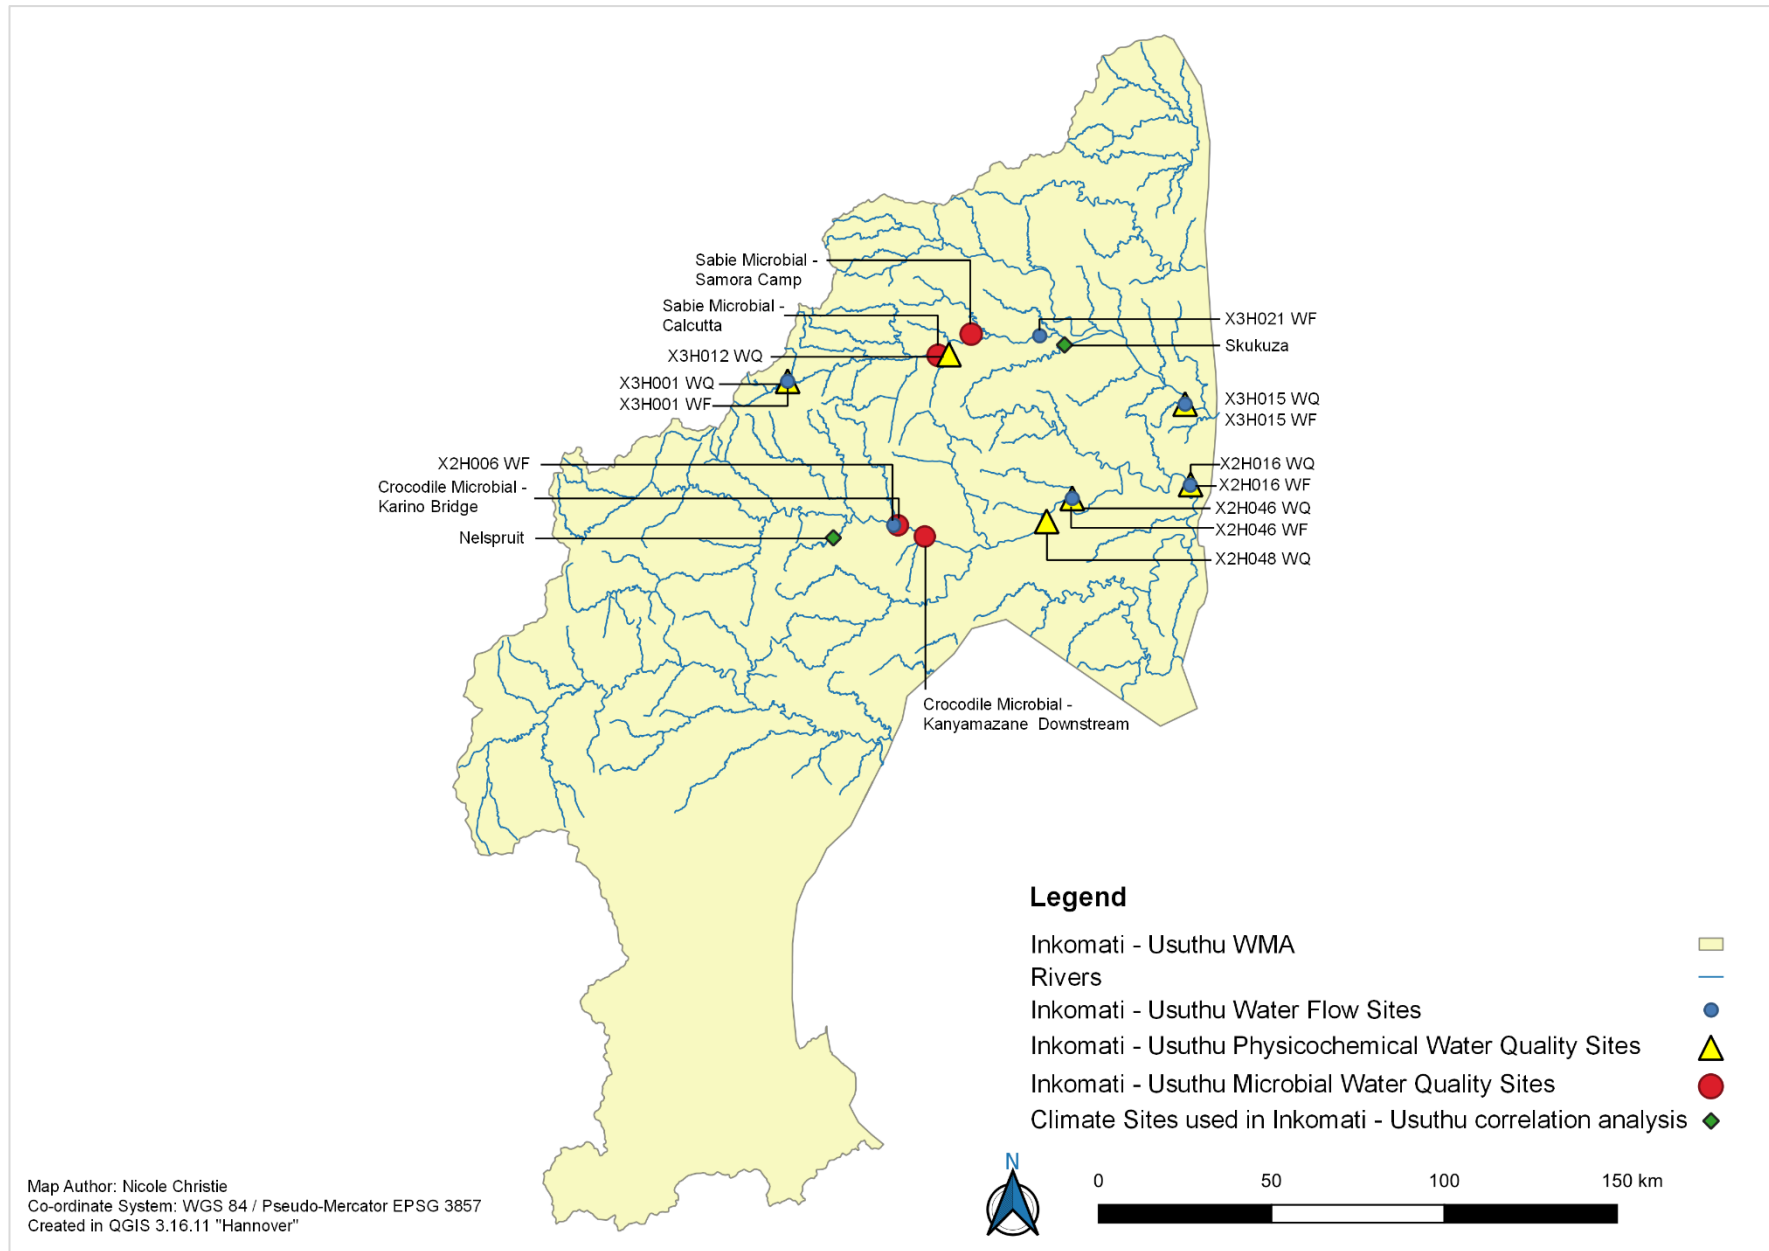 Sabie Microbial -
Samora Camp
Sabie Microbial -
Calcutta
X3H012 WQ
X3H001 WQ
X3H001 WF
X2H006 WF
Crocodile Microbial -
Karino Bridge
Nelspruit
X3H021 WF
Skukuza
X3H015 WQ
X3H015 WF
X2H016 WQ
X2H016 WF
X2H046 WQ
X2H046 WF
X2H048 WQ
Crocodile Microbial -
Kanyamazane Downstream
Legend
Inkomati - Usuthu WMA
Rivers
Inkomati - Usuthu Water Flow Sites
Inkomati - Usuthu Physicochemical Water Quality Sites
Inkomati - Usuthu Microbial Water Quality Sites
Climate Sites used in Inkomati - Usuthu correlation analysis
N
0 50 100 150 km
Map Author: Nicole Christie
Co-ordinate System: WGS 84 / Pseudo-Mercator EPSG 3857
Created in QGIS 3.16.11 "Hannover"